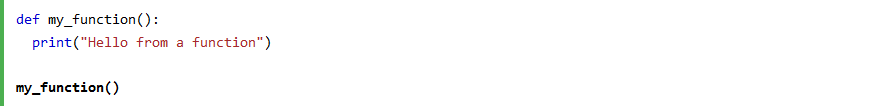 def my_function():
  print("Hello from a function")

my_function()